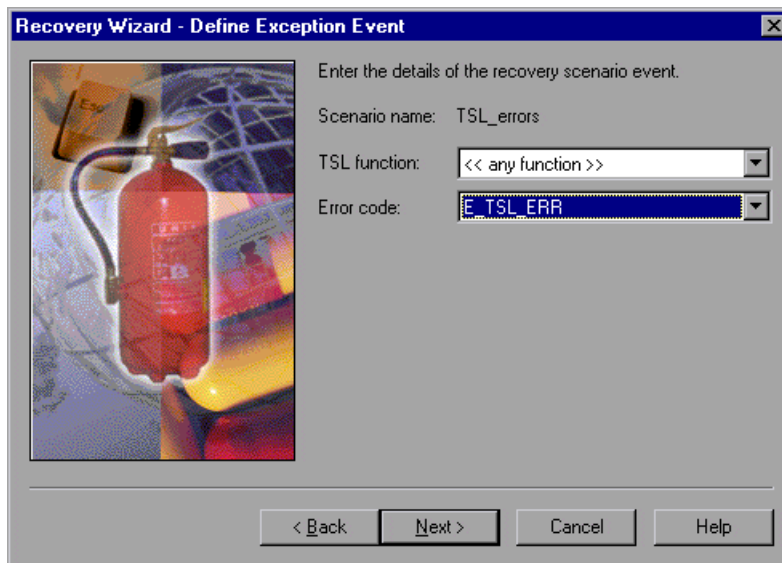 Recovery Wizard - Define Exception Event
Enter the details of the recovery scenario event.
Scenario name: TSL_errors
TSL function: << any function >>
Error code: E_TSL_ERR
< Back Next > Cancel Help